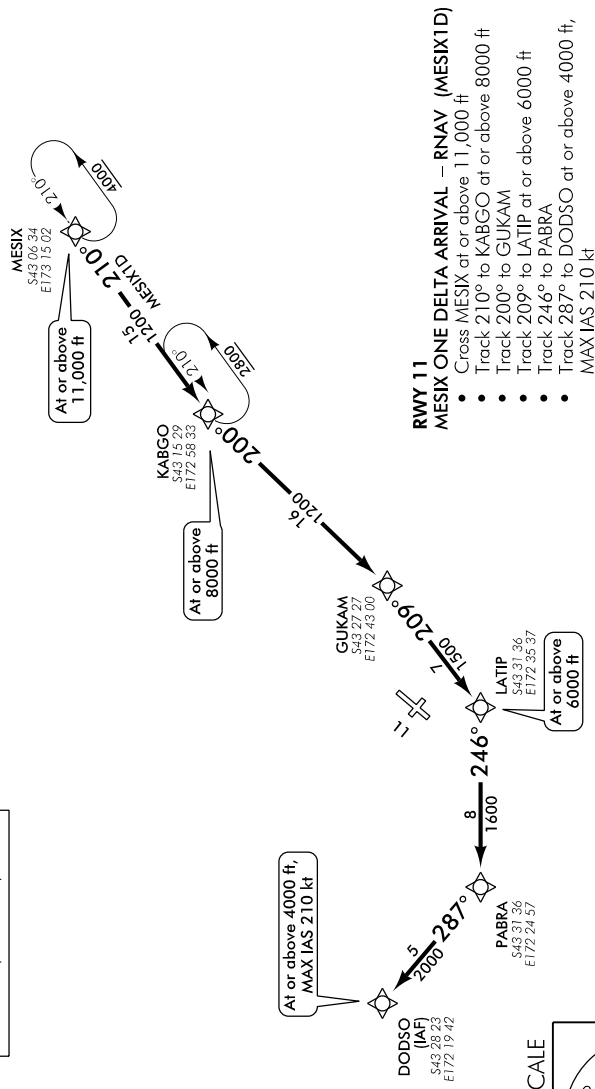 MESIX
S43 06 34
E173 15 02
210°
4000
At or above
11,000 ft
210°
MESIX1D
15
1200
KABGO
S43 15 29
E172 58 33
210°
2800
At or above
8000 ft
200°
16
1200
GUKAM
S43 27 27
E172 43 00
209°
7
1500
11
LATIP
S43 31 36
E172 35 37
At or above
6000 ft
246°
8
1600
PABRA
S43 31 36
E172 24 57
287°
5
2000
At or above 4000 ft,
MAX IAS 210 kt
DODSO
(IAF)
S43 28 23
E172 19 42
RWY 11
MESIX ONE DELTA ARRIVAL – RNAV (MESIX1D)
• Cross MESIX at or above 11,000 ft
• Track 210° to KABGO at or above 8000 ft
• Track 200° to GUKAM
• Track 209° to LATIP at or above 6000 ft
• Track 246° to PABRA
• Track 287° to DODSO at or above 4000 ft,
MAX IAS 210 kt
CALE